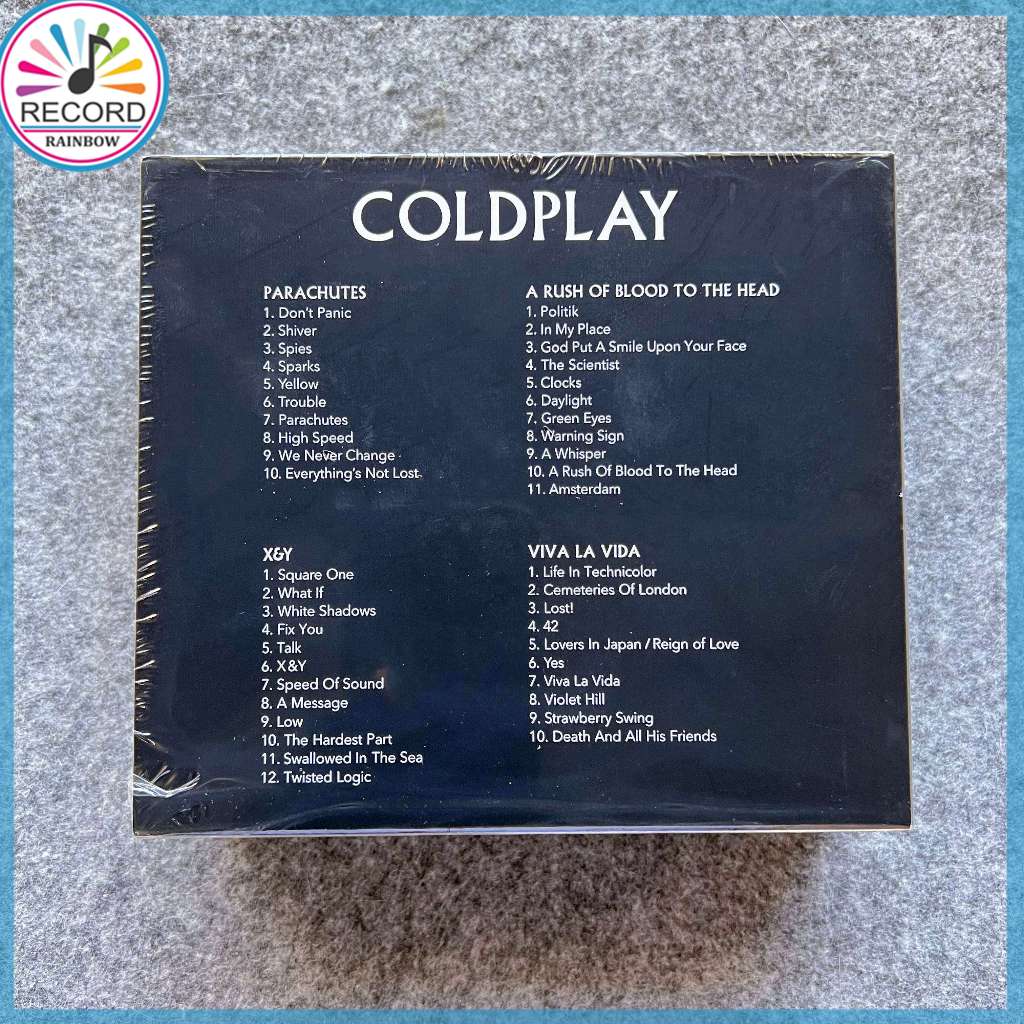 RECORD
RAINBOW
COLDPLAY
PARACHUTES
1. Don't Panic
2. Shiver
3. Spies
4. Sparks
5. Yellow
6. Trouble
7. Parachutes
8. High Speed
9. We Never Change
10. Everything's Not Lost
A RUSH OF BLOOD TO THE HEAD
1. Politik
2. In My Place
3. God Put A Smile Upon Your Face
4. The Scientist
5. Clocks
6. Daylight
7. Green Eyes
8. Warning Sign
9. A Whisper
10. A Rush Of Blood To The Head
11. Amsterdam
X&Y
1. Square One
2. What If
3. White Shadows
4. Fix You
5. Talk
6. X&Y
7. Speed Of Sound
8. A Message
9. Low
10. The Hardest Part
11. Swallowed In The Sea
12. Twisted Logic
VIVA LA VIDA
1. Life In Technicolor
2. Cemeteries Of London
3. Lost!
4. 42
5. Lovers In Japan / Reign of Love
6. Yes
7. Viva La Vida
8. Violet Hill
9. Strawberry Swing
10. Death And All His Friends